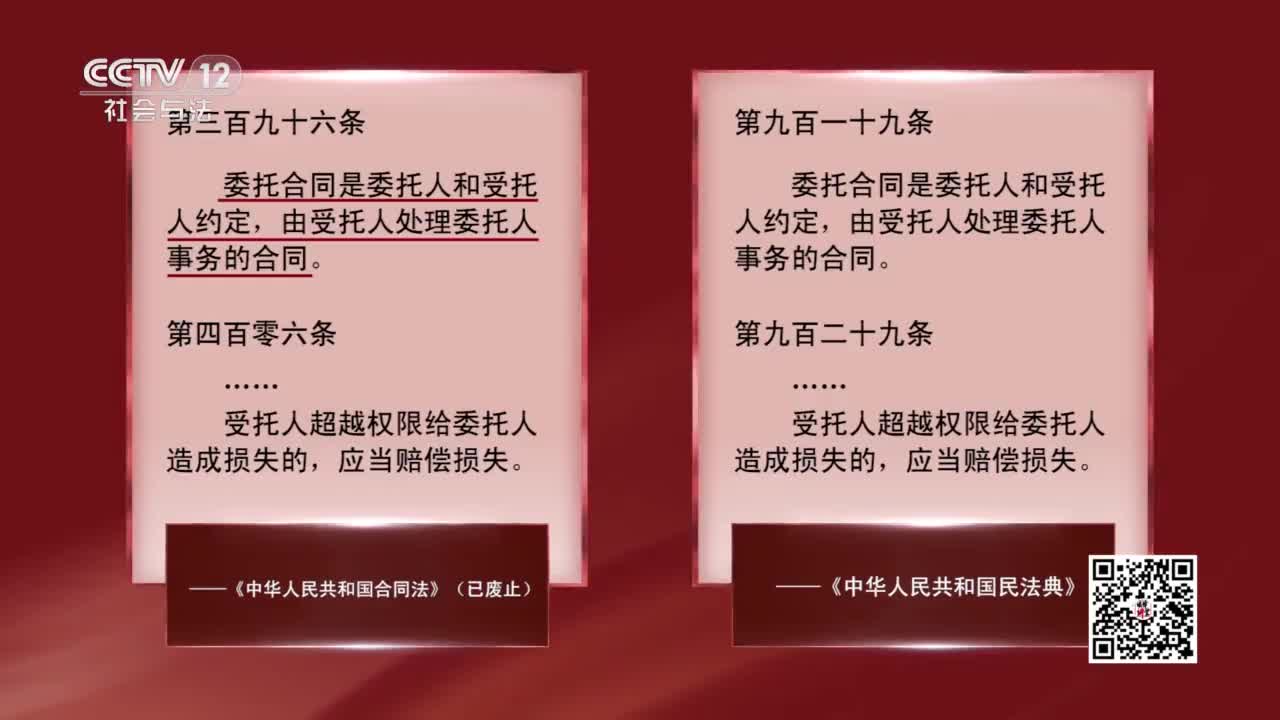 CCTV 12
社会与法
第三百九十六条
委托合同是委托人和受托
人约定，由受托人处理委托人
事务的合同。
第四百零六条
……
受托人超越权限给委托人
造成损失的，应当赔偿损失。
——《中华人民共和国合同法》（已废止）
第九百一十九条
委托合同是委托人和受托
人约定，由受托人处理委托人
事务的合同。
第九百二十九条
……
受托人超越权限给委托人
造成损失的，应当赔偿损失。
——《中华人民共和国民法典》